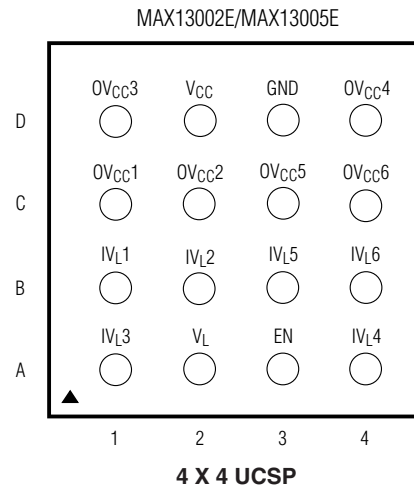 MAX13002E/MAX13005E
OVCC3 VCC GND OVCC4
D
OVCC1 OVCC2 OVCC5 OVCC6
C
IVL1 IVL2 IVL5 IVL6
B
IVL3 VL EN IVL4
A
1 2 3 4
4 X 4 UCSP